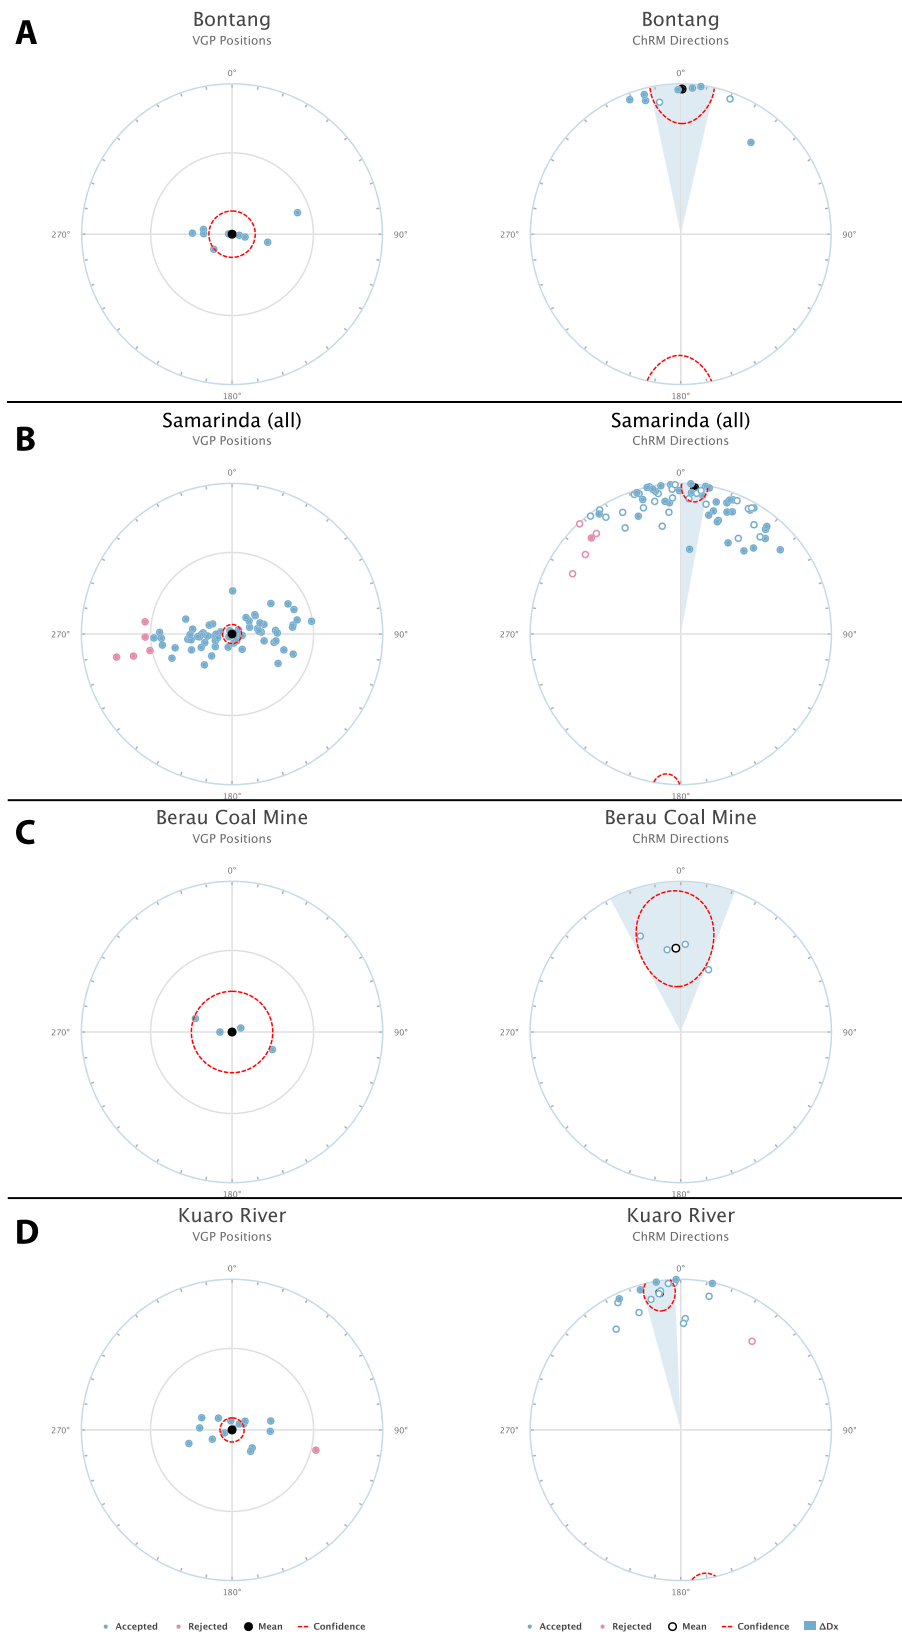 A
Bontang
VGP Positions
0°
270°
90°
180°
Bontang
ChRM Directions
0°
270°
90°
180°
B
Samarinda (all)
VGP Positions
0°
270°
90°
180°
Samarinda (all)
ChRM Directions
0°
270°
90°
180°
C
Berau Coal Mine
VGP Positions
0°
270°
90°
180°
Berau Coal Mine
ChRM Directions
0°
270°
90°
180°
D
Kuaro River
VGP Positions
0°
270°
90°
180°
Kuaro River
ChRM Directions
0°
270°
90°
180°
Accepted Rejected Mean Confidence
Accepted Rejected Mean Confidence ΔDx